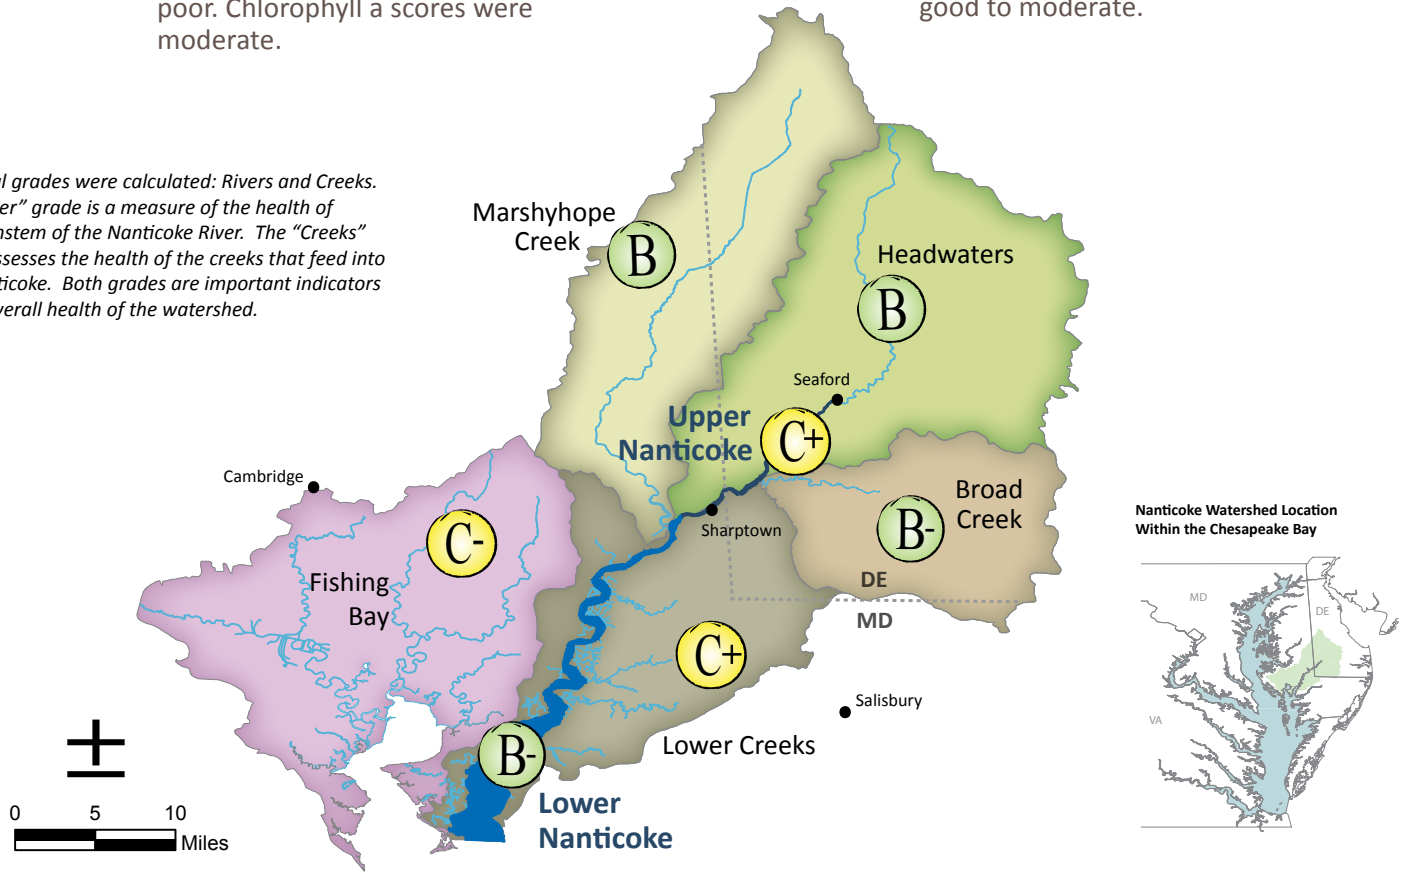 poor. Chlorophyll a scores were
moderate.
good to moderate.
l grades were calculated: Rivers and Creeks.
er” grade is a measure of the health of
nstem of the Nanticoke River. The “Creeks”
ssesses the health of the creeks that feed into
ticoke. Both grades are important indicators
verall health of the watershed.
Marshyhope
Creek
B
Headwaters
B
Seaford
Upper
Nanticoke
C+
Cambridge
Sharptown
Broad
Creek
B-
DE
MD
C-
Fishing
Bay
C+
Salisbury
Lower Creeks
B-
Lower
Nanticoke
0 5 10
Miles
Nanticoke Watershed Location
Within the Chesapeake Bay
MD
DE
VA